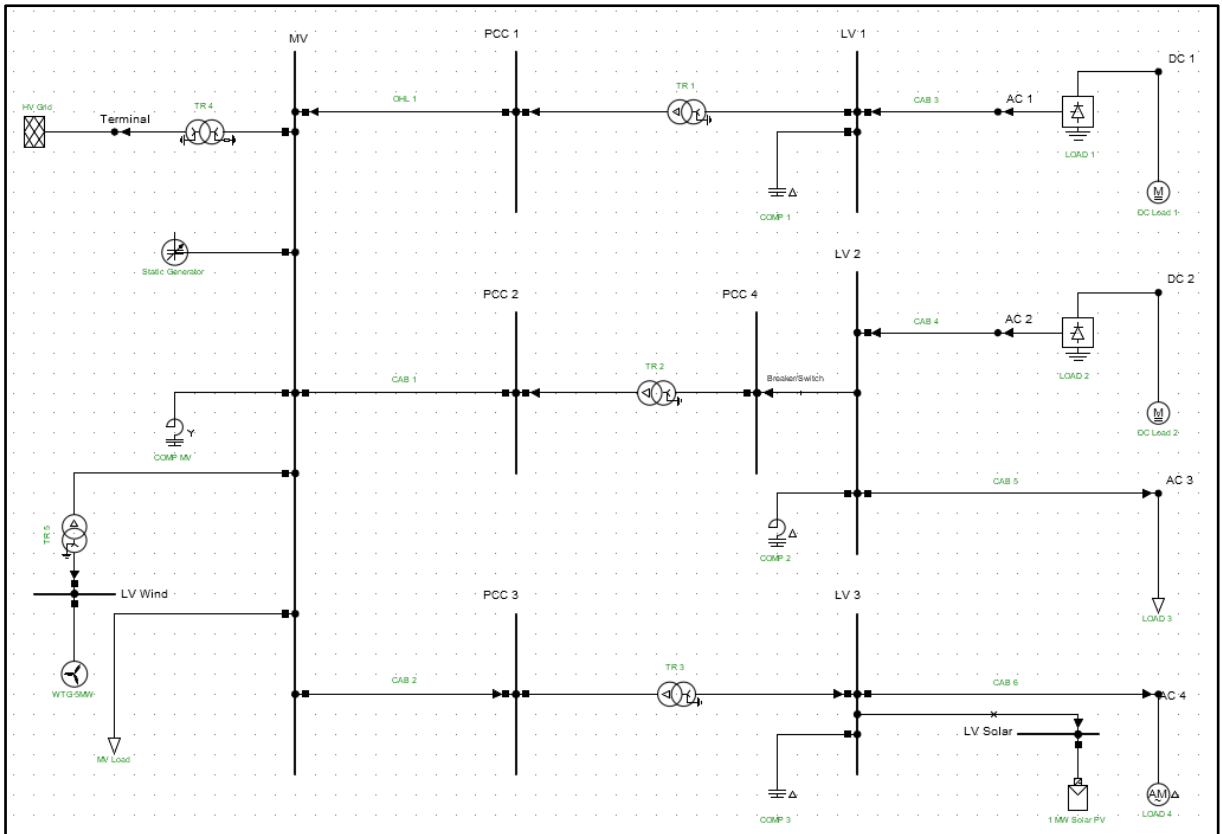 MV
PCC 1
LV 1
DC 1
HV Grid
Terminal
TR 4
OHL 1
TR 1
CAB 3
AC 1
LOAD 1
COMP 1
M
DC Load 1
Static Generator
LV 2
PCC 2
PCC 4
DC 2
CAB 1
TR 2
Breaker/Switch
CAB 4
AC 2
LOAD 2
M
DC Load 2
Y
COMP MV
CAB 5
AC 3
TR 5
COMP 2
LV Wind
PCC 3
LV 3
LOAD 3
WTG-5MW
CAB 2
TR 3
CAB 6
AC 4
LV Solar
MV Load
COMP 3
1 MW Solar PV
AM
LOAD 4